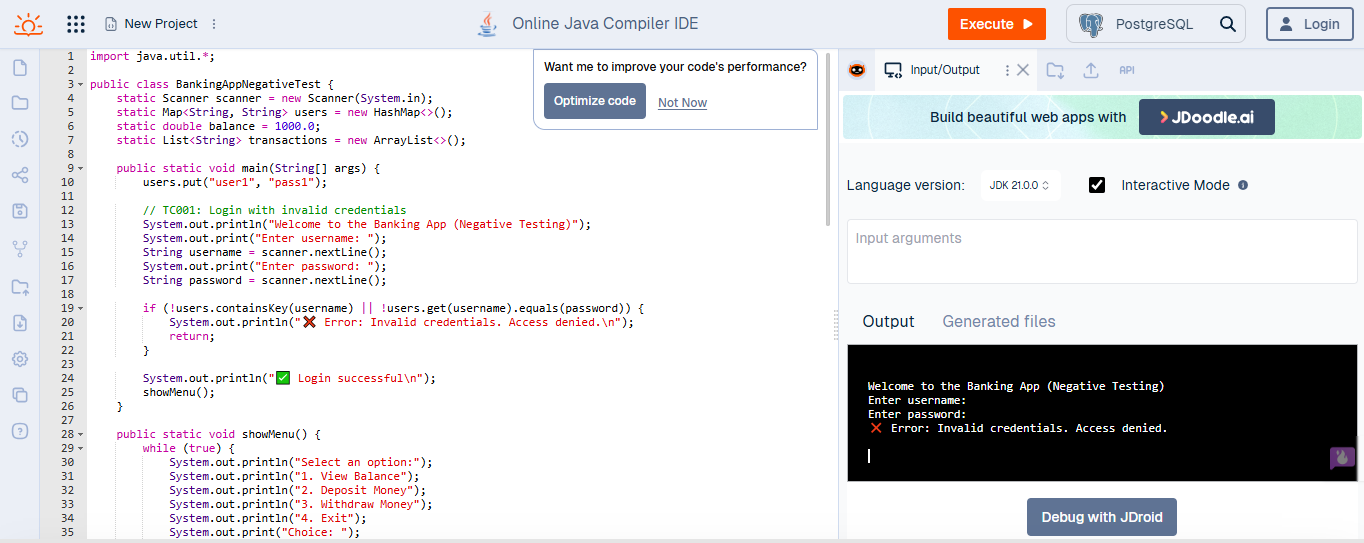 New Project
Online Java Compiler IDE
Execute
PostgreSQL
Login
1 import java.util.*;
2
3 public class BankingAppNegativeTest {
4     static Scanner scanner = new Scanner(System.in);
5     static Map<String, String> users = new HashMap<>();
6     static double balance = 1000.0;
7     static List<String> transactions = new ArrayList<>();
8
9     public static void main(String[] args) {
10         users.put("user1", "pass1");
11
12         // TC001: Login with invalid credentials
13         System.out.println("Welcome to the Banking App (Negative Testing)");
14         System.out.print("Enter username: ");
15         String username = scanner.nextLine();
16         System.out.print("Enter password: ");
17         String password = scanner.nextLine();
18
19         if (!users.containsKey(username) || !users.get(username).equals(password)) {
20             System.out.println("❌ Error: Invalid credentials. Access denied.\n");
21             return;
22         }
23
24         System.out.println("✅ Login successful\n");
25         showMenu();
26     }
27
28     public static void showMenu() {
29         while (true) {
30             System.out.println("Select an option:");
31             System.out.println("1. View Balance");
32             System.out.println("2. Deposit Money");
33             System.out.println("3. Withdraw Money");
34             System.out.println("4. Exit");
35             System.out.print("Choice: ");
Want me to improve your code's performance?
Optimize code
Not Now
Input/Output
API
Build beautiful web apps with
JDoodle.ai
Language version:
JDK 21.0.0
Interactive Mode
Input arguments
Output
Generated files
Welcome to the Banking App (Negative Testing)
Enter username:
Enter password:
❌ Error: Invalid credentials. Access denied.
Debug with JDroid